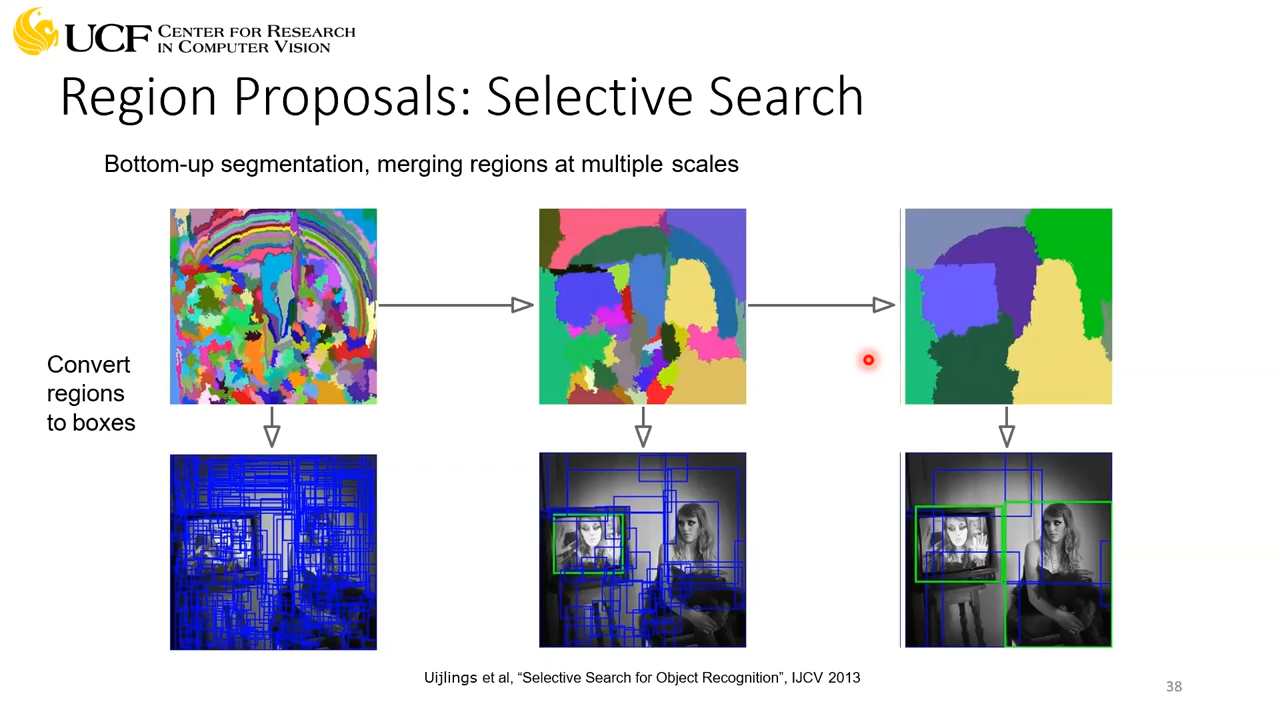 UCF CENTER FOR RESEARCH
IN COMPUTER VISION
Region Proposals: Selective Search
Bottom-up segmentation, merging regions at multiple scales
Convert
regions
to boxes
Uijlings et al, “Selective Search for Object Recognition”, IJCV 2013
38